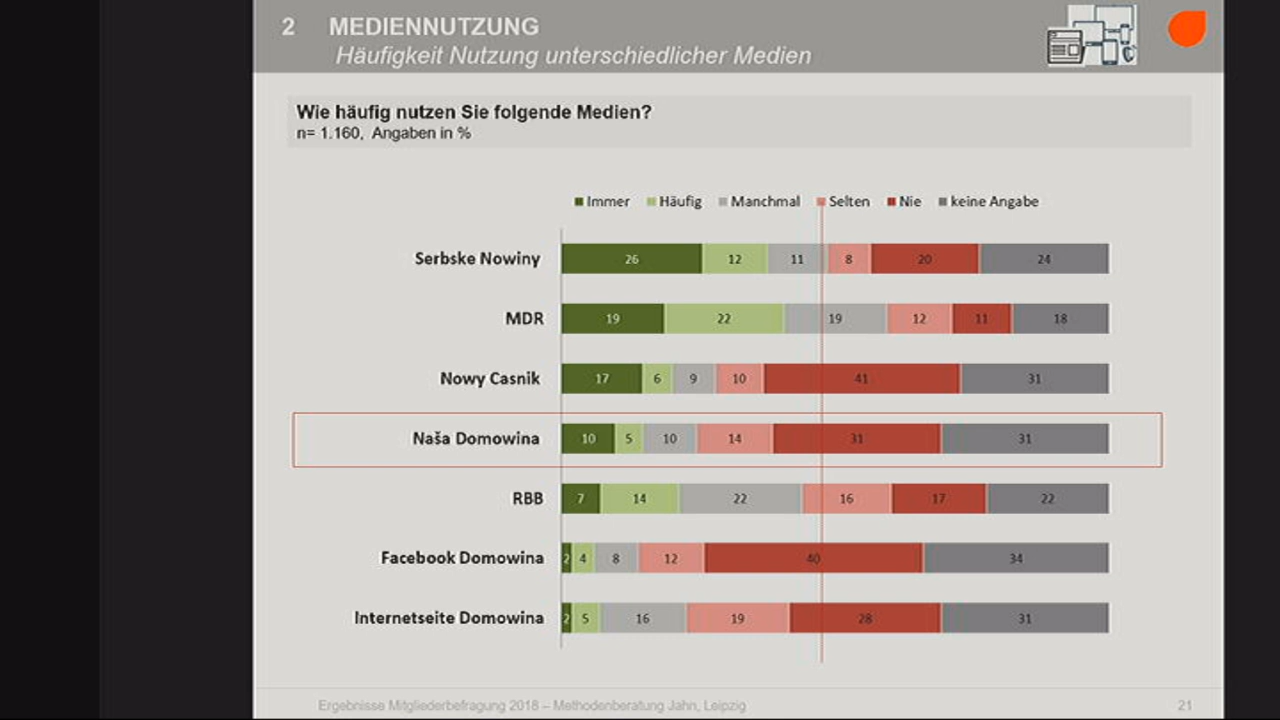 2 MEDIENNUTZUNG
Häufigkeit Nutzung unterschiedlicher Medien
Wie häufig nutzen Sie folgende Medien?
n= 1.160, Angaben in %
Immer Häufig Manchmal Selten Nie keine Angabe
Serbske Nowiny 26 12 11 8 20 24
MDR 19 22 19 12 11 18
Nowy Casnik 17 6 9 10 41 31
Naša Domowina 10 5 10 14 31 31
RBB 7 14 22 16 17 22
Facebook Domowina 2 4 8 12 40 34
Internetseite Domowina 2 5 16 19 28 31
Ergebnisse Mitgliederbefragung 2018 – Methodenberatung Jahn, Leipzig
21